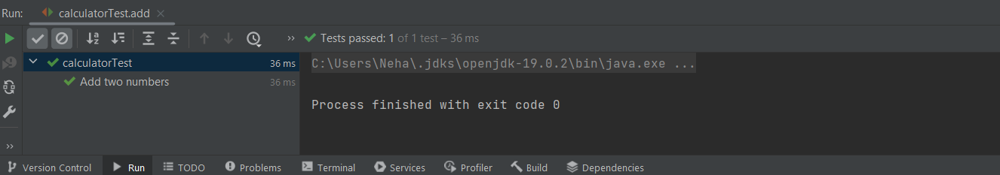 Run: calculatorTest.add
Tests passed: 1 of 1 test – 36 ms
calculatorTest 36 ms
Add two numbers 36 ms
C:\Users\Neha\.jdks\openjdk-19.0.2\bin\java.exe ...
Process finished with exit code 0
Version Control Run TODO Problems Terminal Services Profiler Build Dependencies